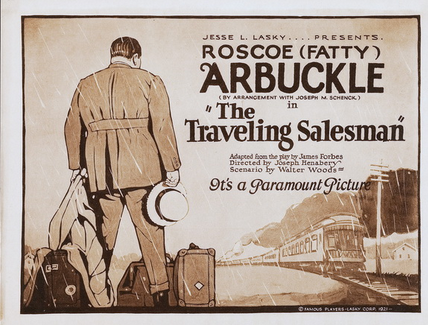 JESSE L. LASKY.... PRESENTS.
ROSCOE (FATTY)
ARBUCKLE
(BY ARRANGEMENT WITH JOSEPH M. SCHENCK)
in
"The
Traveling Salesman"
Adapted from the play by James Forbes
Directed by Joseph Henabery
Scenario by Walter Woods
It's a Paramount Picture
© FAMOUS PLAYERS-LASKY CORP. 1921